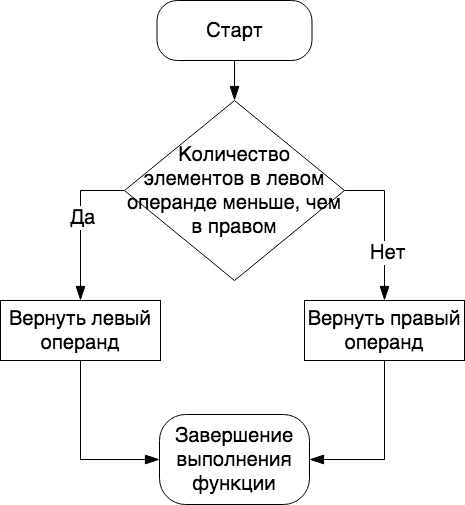 Старт
Количество
элементов в левом
операнде меньше, чем
в правом
Да
Нет
Вернуть левый
операнд
Вернуть правый
операнд
Завершение
выполнения
функции